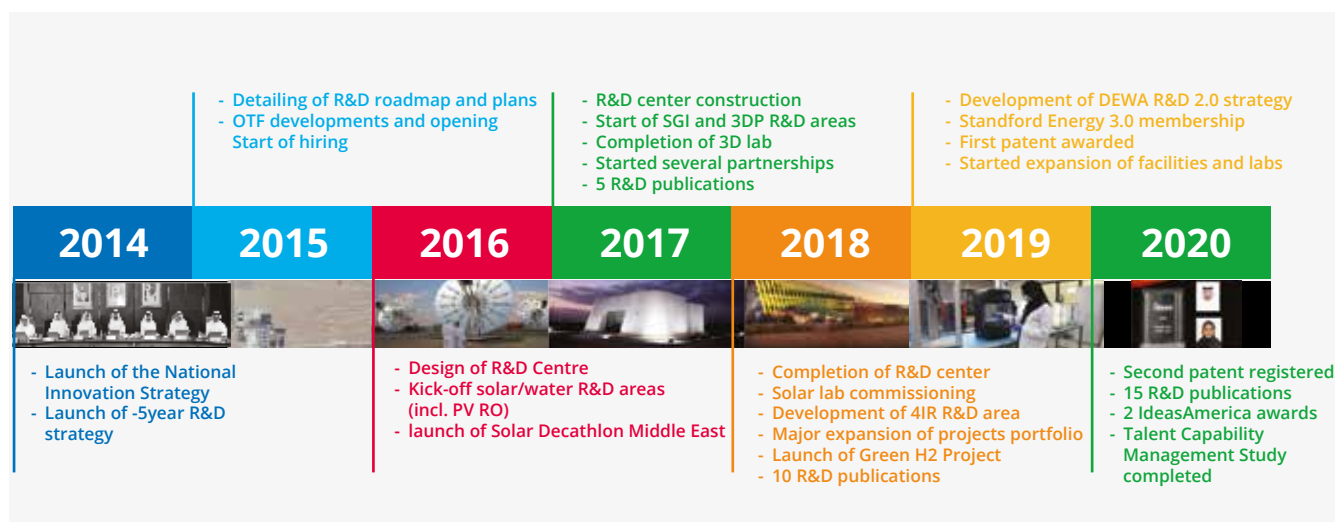 - Detailing of R&D roadmap and plans
- OTF developments and opening
Start of hiring
- R&D center construction
- Start of SGI and 3DP R&D areas
- Completion of 3D lab
- Started several partnerships
- 5 R&D publications
- Development of DEWA R&D 2.0 strategy
- Standford Energy 3.0 membership
- First patent awarded
- Started expansion of facilities and labs
2014 2015 2016 2017 2018 2019 2020
- Launch of the National
Innovation Strategy
- Launch of -5year R&D
strategy
- Design of R&D Centre
- Kick-off solar/water R&D areas
(incl. PV RO)
- launch of Solar Decathlon Middle East
- Completion of R&D center
- Solar lab commissioning
- Development of 4IR R&D area
- Major expansion of projects portfolio
- Launch of Green H2 Project
- 10 R&D publications
- Second patent registered
- 15 R&D publications
- 2 IdeasAmerica awards
- Talent Capability
Management Study
completed